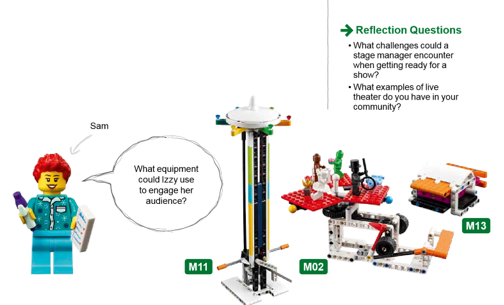 Reflection Questions
• What challenges could a
stage manager encounter
when getting ready for a
show?
• What examples of live
theater do you have in your
community?
Sam
What equipment
could Izzy use
to engage her
audience?
M11
M02
M13